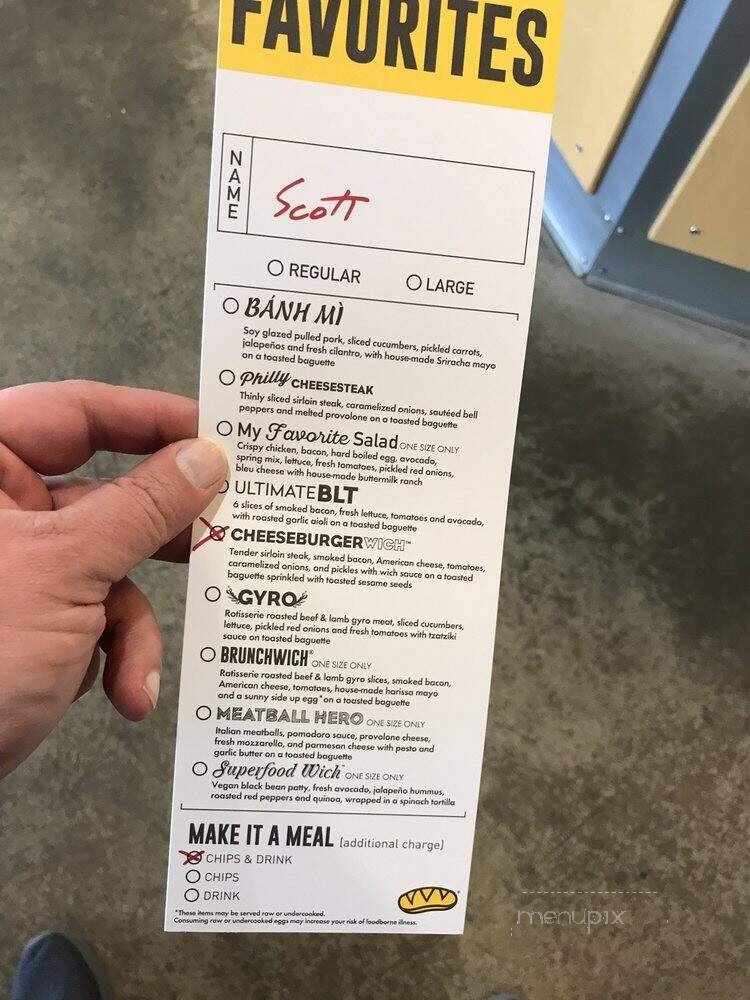 FAVORITES
NAME
Scott
REGULAR
LARGE
BÁNH MÌ
Soy glazed pulled pork, sliced cucumbers, pickled carrots,
jalapeños and fresh cilantro, with house-made Sriracha mayo
on a toasted baguette
Philly CHEESESTEAK
Thinly sliced sirloin steak, caramelized onions, sautéed bell
peppers and melted provolone on a toasted baguette
My Favorite Salad ONE SIZE ONLY
Crispy chicken, bacon, hard boiled egg, avocado,
spring mix, lettuce, fresh tomatoes, pickled red onions,
bleu cheese with house-made buttermilk ranch
ULTIMATE BLT
6 slices of smoked bacon, fresh lettuce, tomatoes and avocado,
with roasted garlic aioli on a toasted baguette
CHEESEBURGERWICH™
Tender sirloin steak, smoked bacon, American cheese, tomatoes,
caramelized onions, and pickles with wich sauce on a toasted
baguette sprinkled with toasted sesame seeds
GYRO
Rotisserie roasted beef & lamb gyro meat, sliced cucumbers,
lettuce, pickled red onions and fresh tomatoes with tzatziki
sauce on toasted baguette
BRUNCHWICH® ONE SIZE ONLY
Rotisserie roasted beef & lamb gyro slices, smoked bacon,
American cheese, tomatoes, house-made harissa mayo
and a sunny side up egg* on a toasted baguette
MEATBALL HERO ONE SIZE ONLY
Italian meatballs, pomodoro sauce, provolone cheese,
fresh mozzarella, and parmesan cheese with pesto and
garlic butter on a toasted baguette
Superfood Wich™ ONE SIZE ONLY
Vegan black bean patty, fresh avocado, jalapeño hummus,
roasted red peppers and quinoa, wrapped in a spinach tortilla
MAKE IT A MEAL (additional charge)
CHIPS & DRINK
CHIPS
DRINK
*These items may be served raw or undercooked.
Consuming raw or undercooked eggs may increase your risk of foodborne illness.
menupix